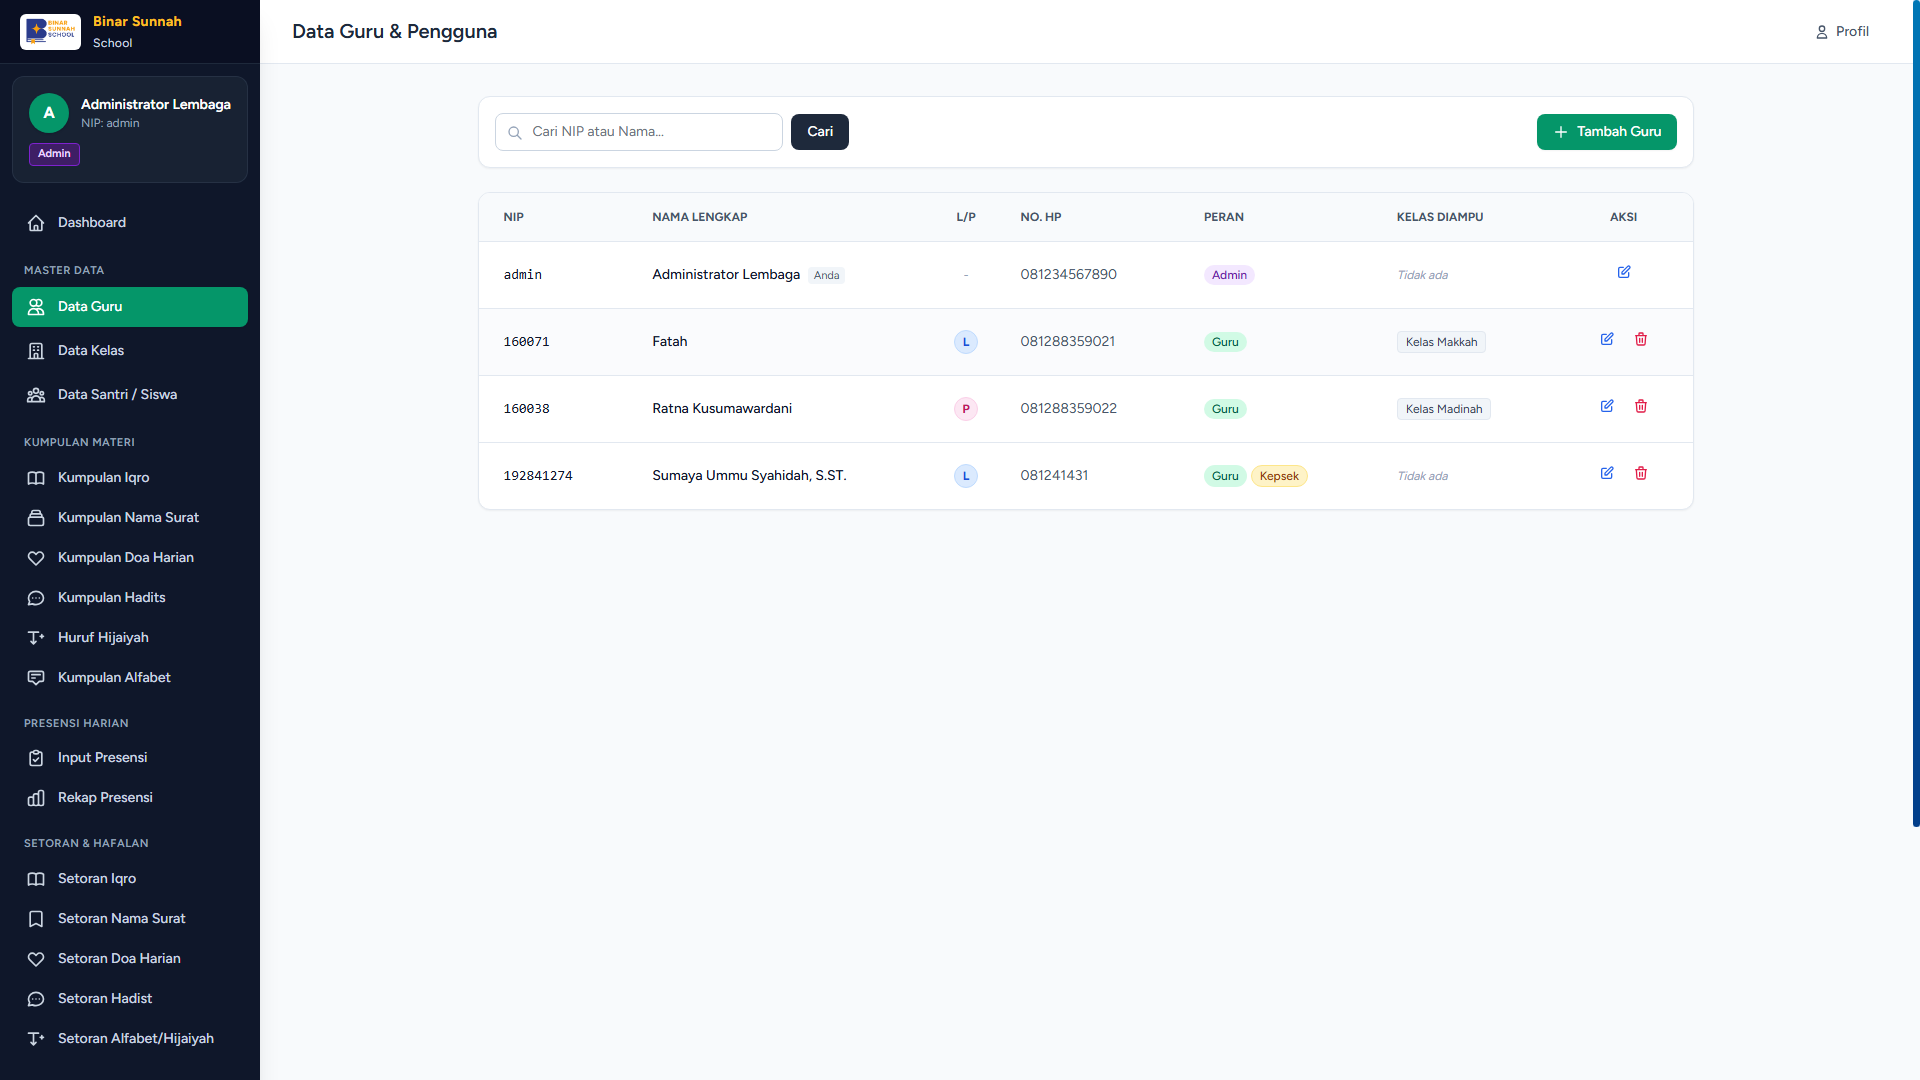 BINAR
SUNNAH
SCHOOL
Binar Sunnah
School
A
Administrator Lembaga
NIP: admin
Admin
Dashboard
MASTER DATA
Data Guru
Data Kelas
Data Santri / Siswa
KUMPULAN MATERI
Kumpulan Iqro
Kumpulan Nama Surat
Kumpulan Doa Harian
Kumpulan Hadits
Huruf Hijaiyah
Kumpulan Alfabet
PRESENSI HARIAN
Input Presensi
Rekap Presensi
SETORAN & HAFALAN
Setoran Iqro
Setoran Nama Surat
Setoran Doa Harian
Setoran Hadist
Setoran Alfabet/Hijaiyah
Data Guru & Pengguna
Profil
Cari NIP atau Nama...
Cari
Tambah Guru
NIP NAMA LENGKAP L/P NO. HP PERAN KELAS DIAMPU AKSI
admin Administrator Lembaga Anda - 081234567890 Admin Tidak ada
160071 Fatah L 081288359021 Guru Kelas Makkah
160038 Ratna Kusumawardani P 081288359022 Guru Kelas Madinah
192841274 Sumaya Ummu Syahidah, S.ST. L 081241431 Guru Kepsek Tidak ada